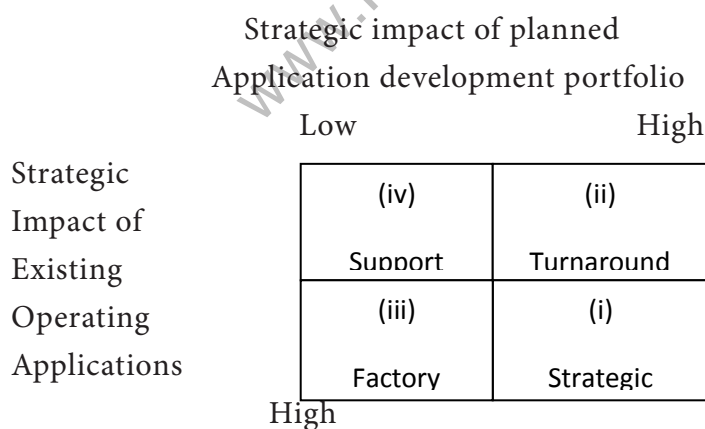 Strategic impact of planned
Application development portfolio
Low High
Strategic
Impact of
Existing
Operating
Applications
(iv) (ii)
Support Turnaround
(iii) (i)
Factory Strategic
High